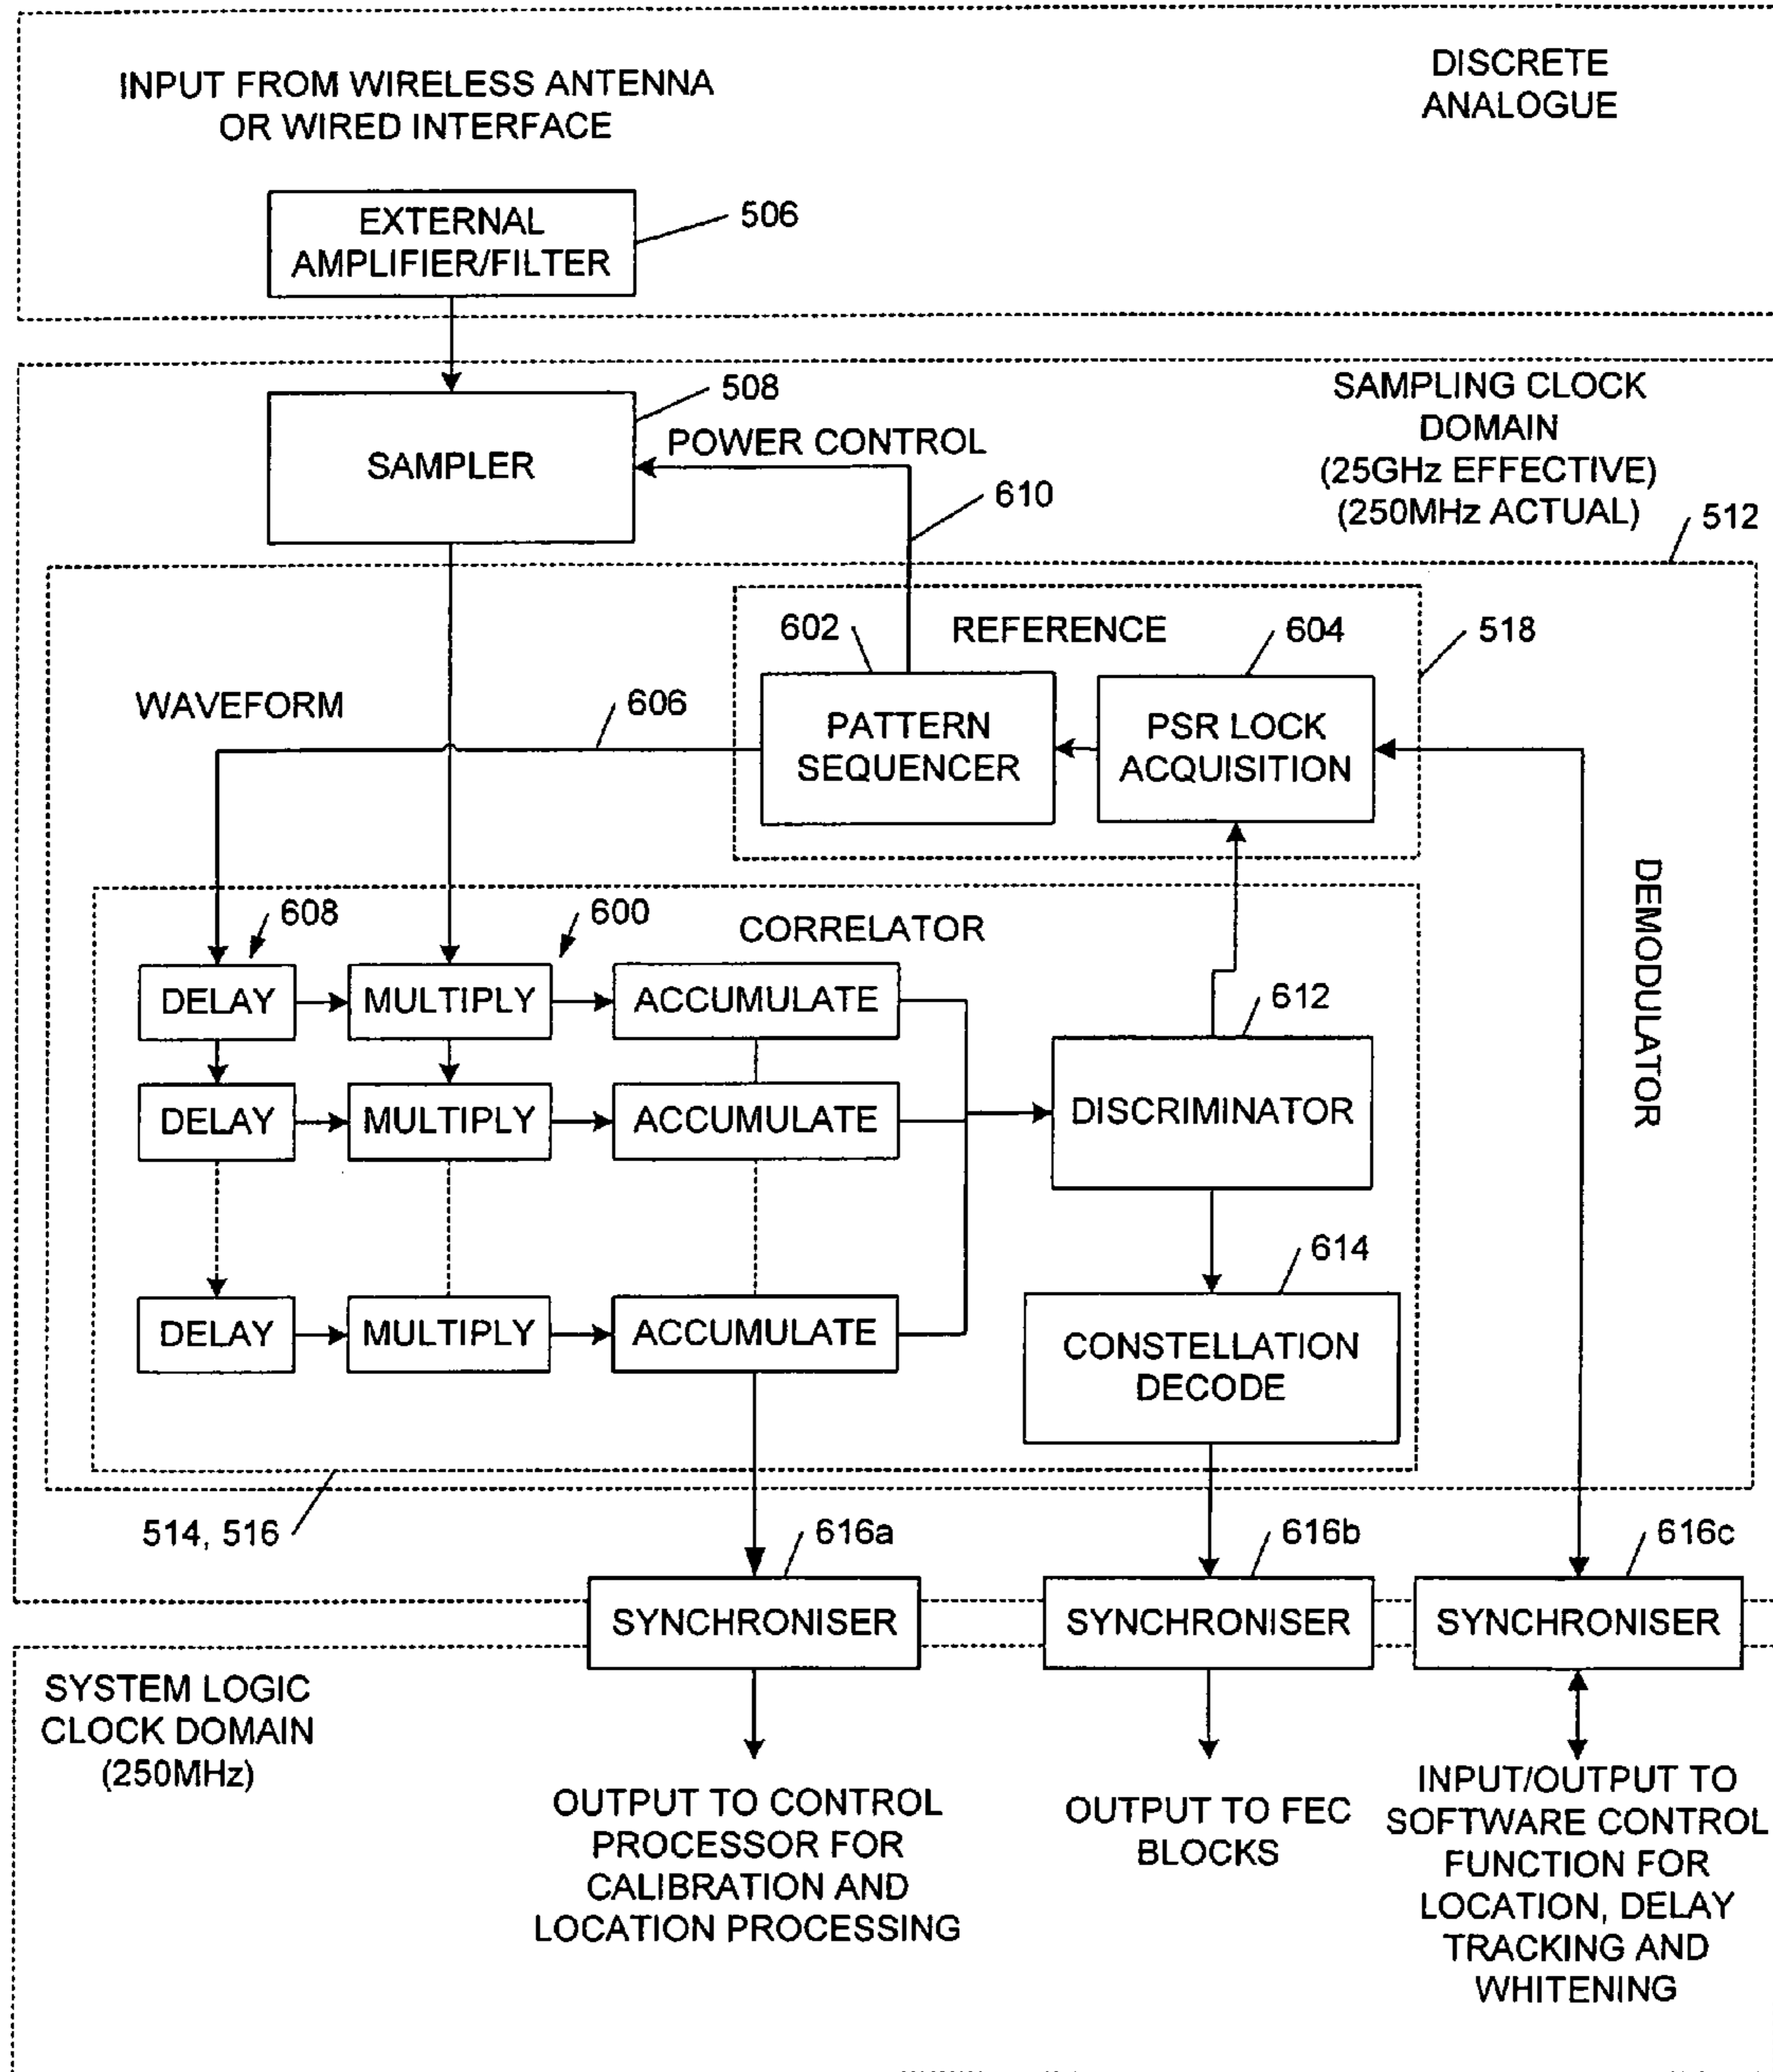 INPUT FROM WIRELESS ANTENNA
OR WIRED INTERFACE
DISCRETE
ANALOGUE
EXTERNAL
AMPLIFIER/FILTER
506
SAMPLER
508
POWER CONTROL
610
SAMPLING CLOCK
DOMAIN
(25GHz EFFECTIVE)
(250MHz ACTUAL)
512
602
REFERENCE
604
518
WAVEFORM
606
PATTERN
SEQUENCER
PSR LOCK
ACQUISITION
DEMODULATOR
608
600
CORRELATOR
DELAY
MULTIPLY
ACCUMULATE
612
DELAY
MULTIPLY
ACCUMULATE
DISCRIMINATOR
614
DELAY
MULTIPLY
ACCUMULATE
CONSTELLATION
DECODE
514, 516
616a
616b
616c
SYNCHRONISER
SYNCHRONISER
SYNCHRONISER
SYSTEM LOGIC
CLOCK DOMAIN
(250MHz)
OUTPUT TO CONTROL
PROCESSOR FOR
CALIBRATION AND
LOCATION PROCESSING
OUTPUT TO FEC
BLOCKS
INPUT/OUTPUT TO
SOFTWARE CONTROL
FUNCTION FOR
LOCATION, DELAY
TRACKING AND
WHITENING